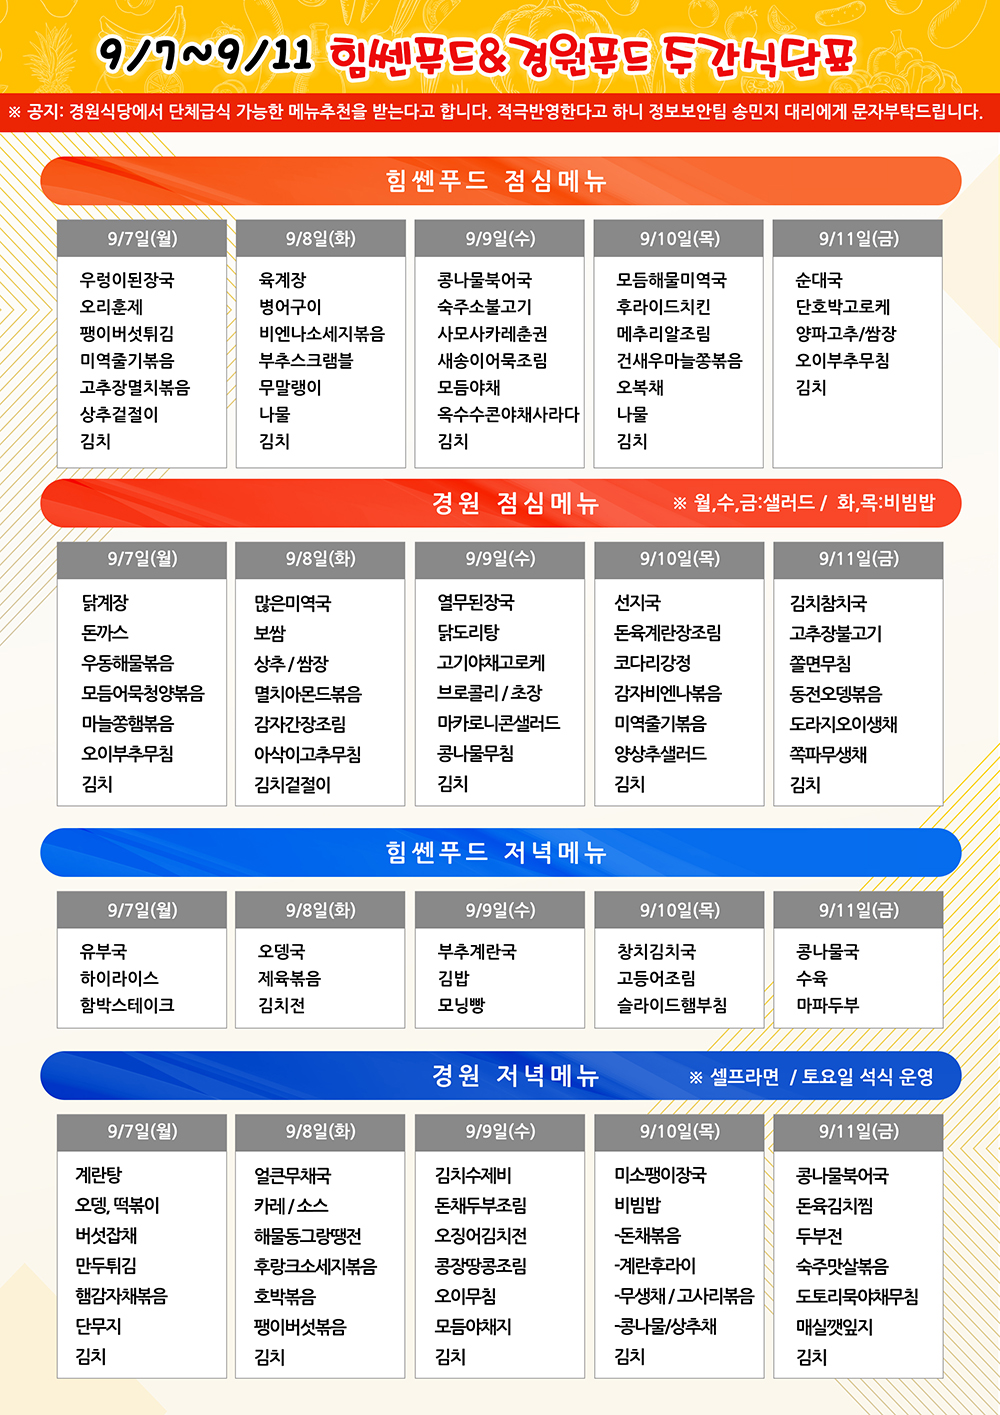 9/7~9/11 힘쎈푸드&경원푸드 주간식단표
※ 공지: 경원식당에서 단체급식 가능한 메뉴추천을 받는다고 합니다. 적극반영한다고 하니 정보보안팀 송민지 대리에게 문자부탁드립니다.
힘쎈푸드 점심메뉴
9/7일(월)
우렁이된장국
오리훈제
팽이버섯튀김
미역줄기볶음
고추장멸치볶음
상추겉절이
김치
9/8일(화)
육계장
병어구이
비엔나소세지볶음
부추스크램블
무말랭이
나물
김치
9/9일(수)
콩나물북어국
숙주소불고기
사모사카레춘권
새송이어묵조림
모듬야채
옥수수콘야채사라다
김치
9/10일(목)
모듬해물미역국
후라이드치킨
메추리알조림
건새우마늘쫑볶음
오복채
나물
김치
9/11일(금)
순대국
단호박고로케
양파고추/쌈장
오이부추무침
김치
경원 점심메뉴
※ 월,수,금:샐러드 / 화,목:비빔밥
9/7일(월)
닭계장
돈까스
우동해물볶음
모듬어묵청양볶음
마늘쫑햄볶음
오이부추무침
김치
9/8일(화)
맑은미역국
보쌈
상추 / 쌈장
멸치아몬드볶음
감자간장조림
아삭이고추무침
김치겉절이
9/9일(수)
열무된장국
닭도리탕
고기야채고로케
브로콜리 / 초장
마카로니콘샐러드
콩나물무침
김치
9/10일(목)
선지국
돈육계란장조림
코다리강정
감자비엔나볶음
미역줄기볶음
양상추샐러드
김치
9/11일(금)
김치참치국
고추장불고기
쫄면무침
동전오뎅볶음
도라지오이생채
쪽파무생채
김치
힘쎈푸드 저녁메뉴
9/7일(월)
유부국
하이라이스
함박스테이크
9/8일(화)
오뎅국
제육볶음
김치전
9/9일(수)
부추계란국
김밥
모닝빵
9/10일(목)
참치김치국
고등어조림
슬라이드햄부침
9/11일(금)
콩나물국
수육
마파두부
경원 저녁메뉴
※ 셀프라면 / 토요일 석식 운영
9/7일(월)
계란탕
오뎅, 떡볶이
버섯잡채
만두튀김
햄감자채볶음
단무지
김치
9/8일(화)
얼큰무채국
카레 / 소스
해물동그랑땡전
후랑크소세지볶음
호박볶음
팽이버섯볶음
김치
9/9일(수)
김치수제비
돈채두부조림
오징어김치전
콩장땅콩조림
오이무침
모듬야채지
김치
9/10일(목)
미소팽이장국
비빔밥
-돈채볶음
-계란후라이
-무생채 / 고사리볶음
-콩나물/상추채
김치
9/11일(금)
콩나물북어국
돈육김치찜
두부전
숙주맛살볶음
도토리묵야채무침
매실깻잎지
김치